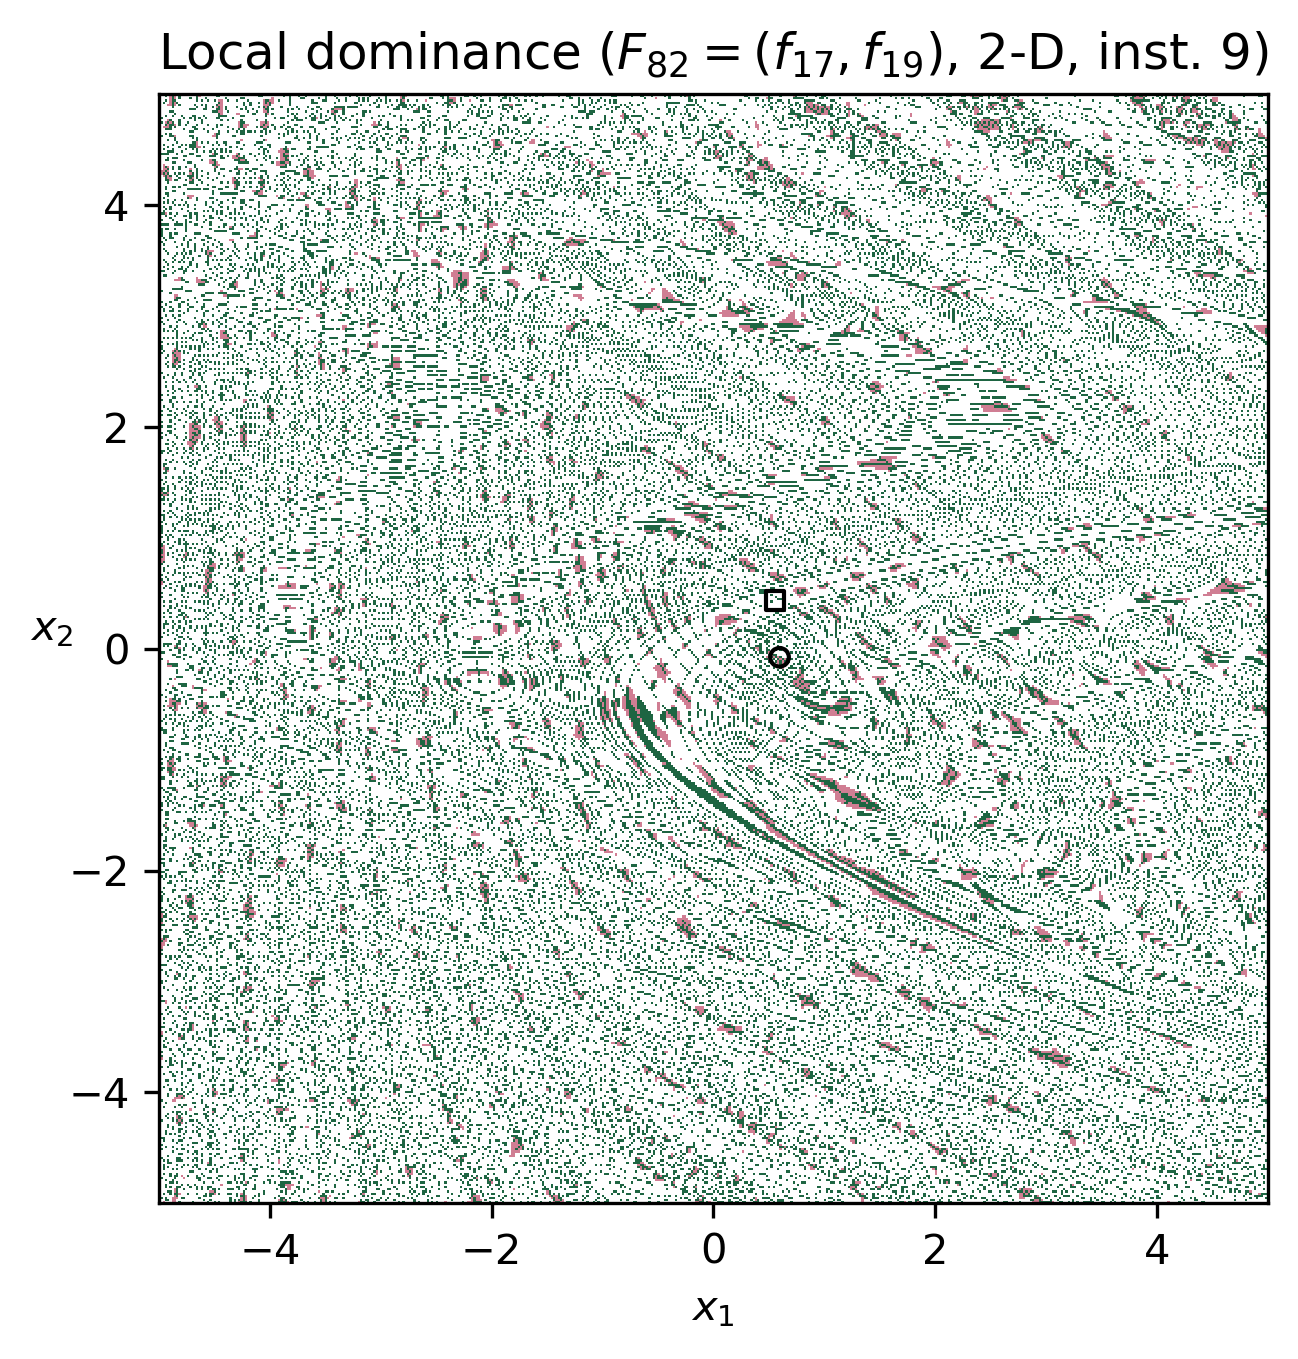 Local dominance (F₈₂ = (f₁₇, f₁₉), 2-D, inst. 9)
4
2
x₂
0
−2
−4
−4 −2 0 2 4
x₁